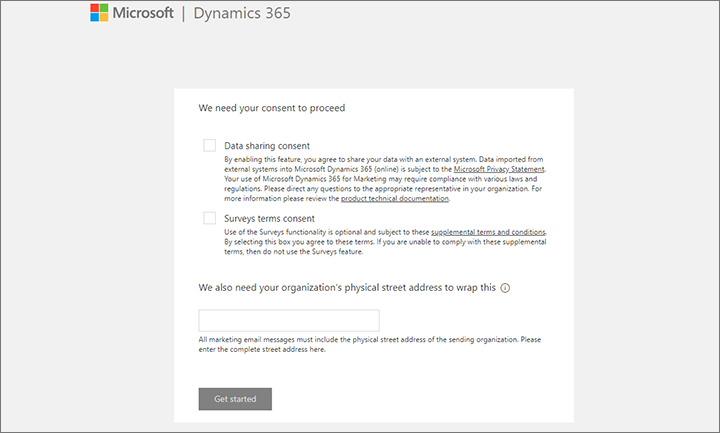 Microsoft | Dynamics 365
We need your consent to proceed
Data sharing consent
By enabling this feature, you agree to share your data with an external system. Data imported from
external systems into Microsoft Dynamics 365 (online) is subject to the Microsoft Privacy Statement.
Your use of Microsoft Dynamics 365 for Marketing may require compliance with various laws and
regulations. Please direct any questions to the appropriate representative in your organization. For
more information please review the product technical documentation.
Surveys terms consent
Use of the Surveys functionality is optional and subject to these supplemental terms and conditions.
By selecting this box you agree to these terms. If you are unable to comply with these supplemental
terms, then do not use the Surveys feature.
We also need your organization's physical street address to wrap this
All marketing email messages must include the physical street address of the sending organization. Please
enter the complete street address here.
Get started